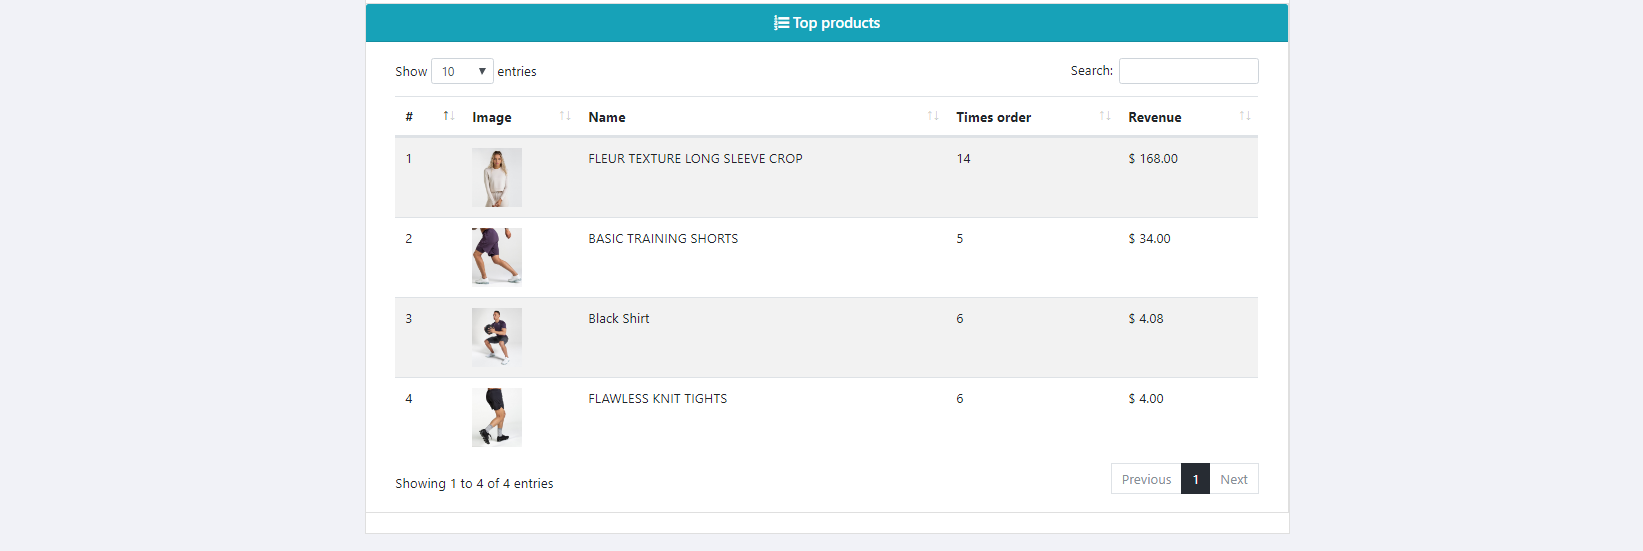 Top products
Show 10 entries Search:
# Image Name Times order Revenue
1 FLEUR TEXTURE LONG SLEEVE CROP 14 $ 168.00
2 BASIC TRAINING SHORTS 5 $ 34.00
3 Black Shirt 6 $ 4.08
4 FLAWLESS KNIT TIGHTS 6 $ 4.00
Showing 1 to 4 of 4 entries Previous 1 Next